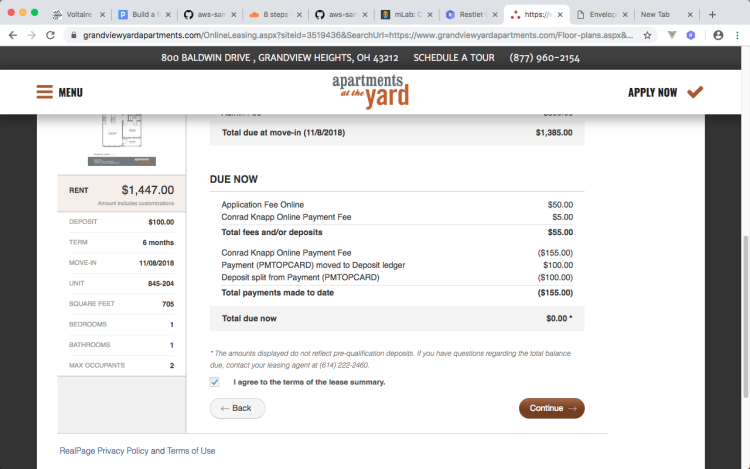 Voltaire
Build a
aws-sam
8 steps
aws-sam
mLab:
Restlet
https://
Envelop
New Tab
grandviewyardapartments.com/OnlineLeasing.aspx?siteid=3519436&SearchUrl=https://www.grandviewyardapartments.com/Floor-plans.aspx&...
800 BALDWIN DRIVE , GRANDVIEW HEIGHTS, OH 43212 SCHEDULE A TOUR (877) 960-2154
MENU
apartments
at the yard
APPLY NOW
Total due at move-in (11/8/2018) $1,385.00
RENT $1,447.00
Amount includes customizations
DEPOSIT $100.00
TERM 6 months
MOVE-IN 11/08/2018
UNIT 845-204
SQUARE FEET 705
BEDROOMS 1
BATHROOMS 1
MAX OCCUPANTS 2
DUE NOW
Application Fee Online $50.00
Conrad Knapp Online Payment Fee $5.00
Total fees and/or deposits $55.00
Conrad Knapp Online Payment Fee ($155.00)
Payment (PMTOPCARD) moved to Deposit ledger $100.00
Deposit split from Payment (PMTOPCARD) ($100.00)
Total payments made to date ($155.00)
Total due now $0.00 *
* The amounts displayed do not reflect pre-qualification deposits. If you have questions regarding the total balance
due, contact your leasing agent at (614) 222-2460.
I agree to the terms of the lease summary.
← Back
Continue →
RealPage Privacy Policy and Terms of Use